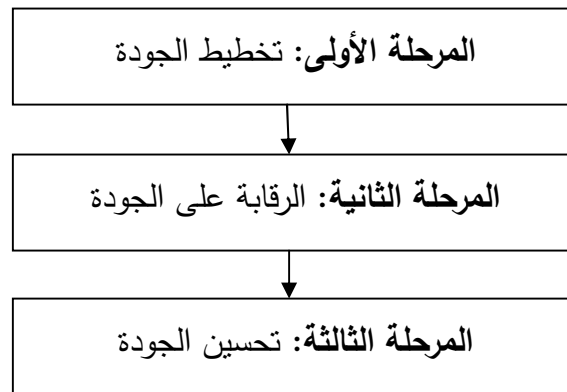 المرحلة الأولى: تخطيط الجودة
المرحلة الثانية: الرقابة على الجودة
المرحلة الثالثة: تحسين الجودة